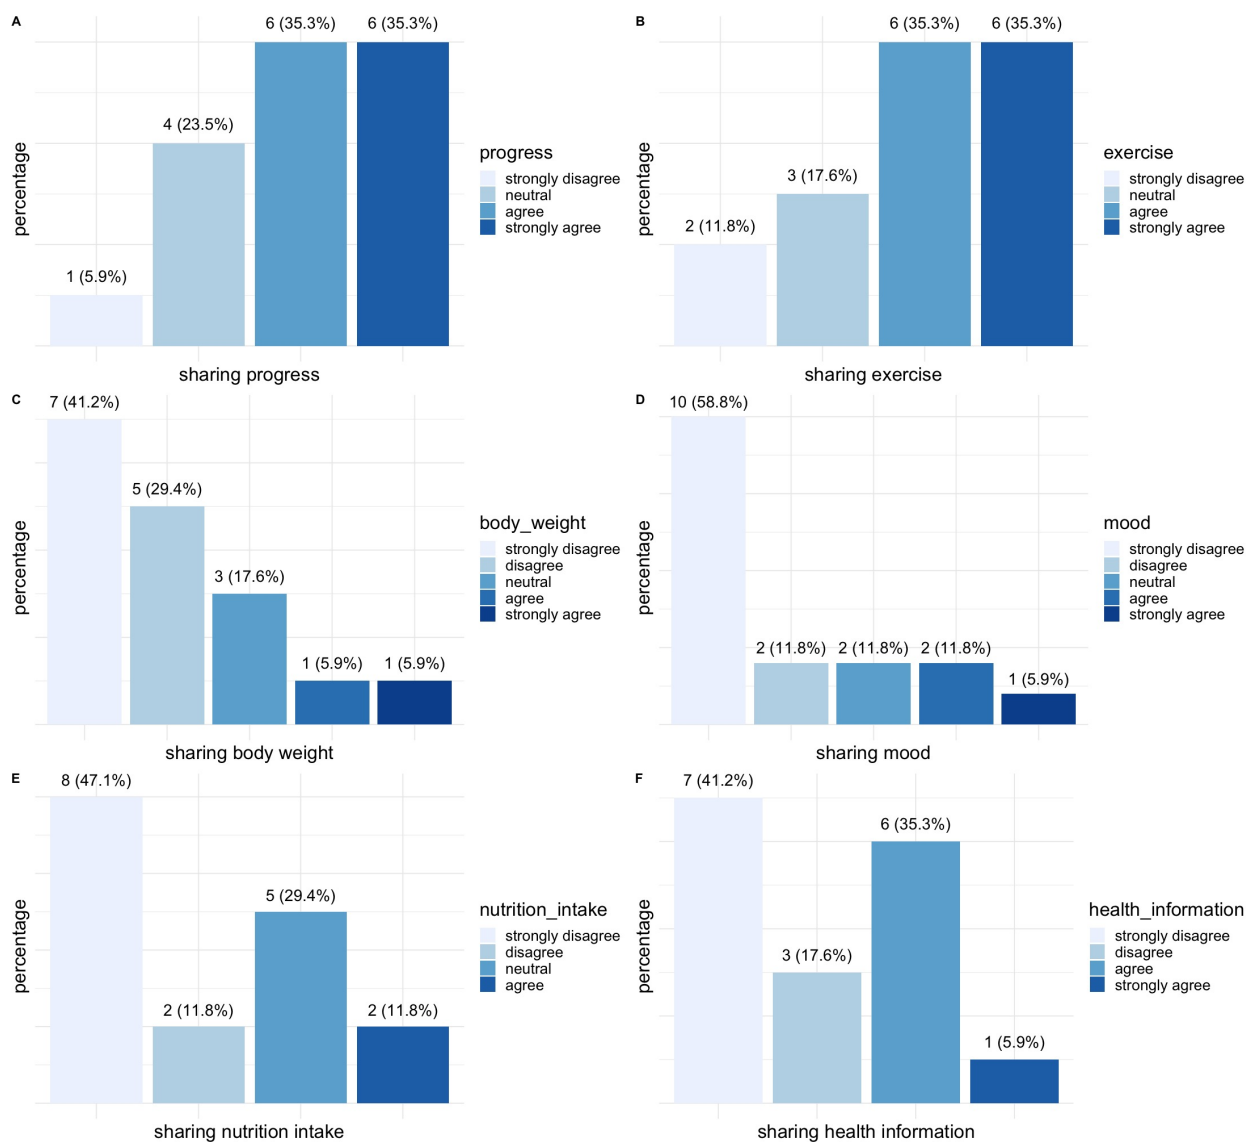 A
6 (35.3%)
6 (35.3%)
4 (23.5%)
1 (5.9%)
percentage
sharing progress
progress
strongly disagree
neutral
agree
strongly agree
B
6 (35.3%)
6 (35.3%)
3 (17.6%)
2 (11.8%)
percentage
sharing exercise
exercise
strongly disagree
neutral
agree
strongly agree
C
7 (41.2%)
5 (29.4%)
3 (17.6%)
1 (5.9%)
1 (5.9%)
percentage
sharing body weight
body_weight
strongly disagree
disagree
neutral
agree
strongly agree
D
10 (58.8%)
2 (11.8%)
2 (11.8%)
2 (11.8%)
1 (5.9%)
percentage
sharing mood
mood
strongly disagree
disagree
neutral
agree
strongly agree
E
8 (47.1%)
5 (29.4%)
2 (11.8%)
2 (11.8%)
percentage
sharing nutrition intake
nutrition_intake
strongly disagree
disagree
neutral
agree
F
7 (41.2%)
6 (35.3%)
3 (17.6%)
1 (5.9%)
percentage
sharing health information
health_information
strongly disagree
disagree
agree
strongly agree